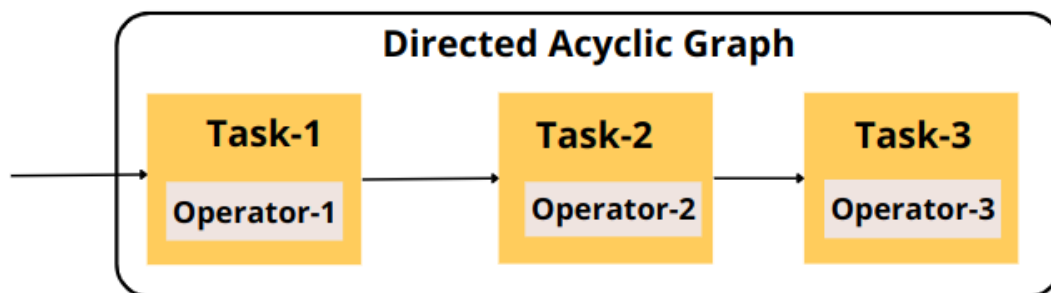 Directed Acyclic Graph
Task-1
Operator-1
Task-2
Operator-2
Task-3
Operator-3